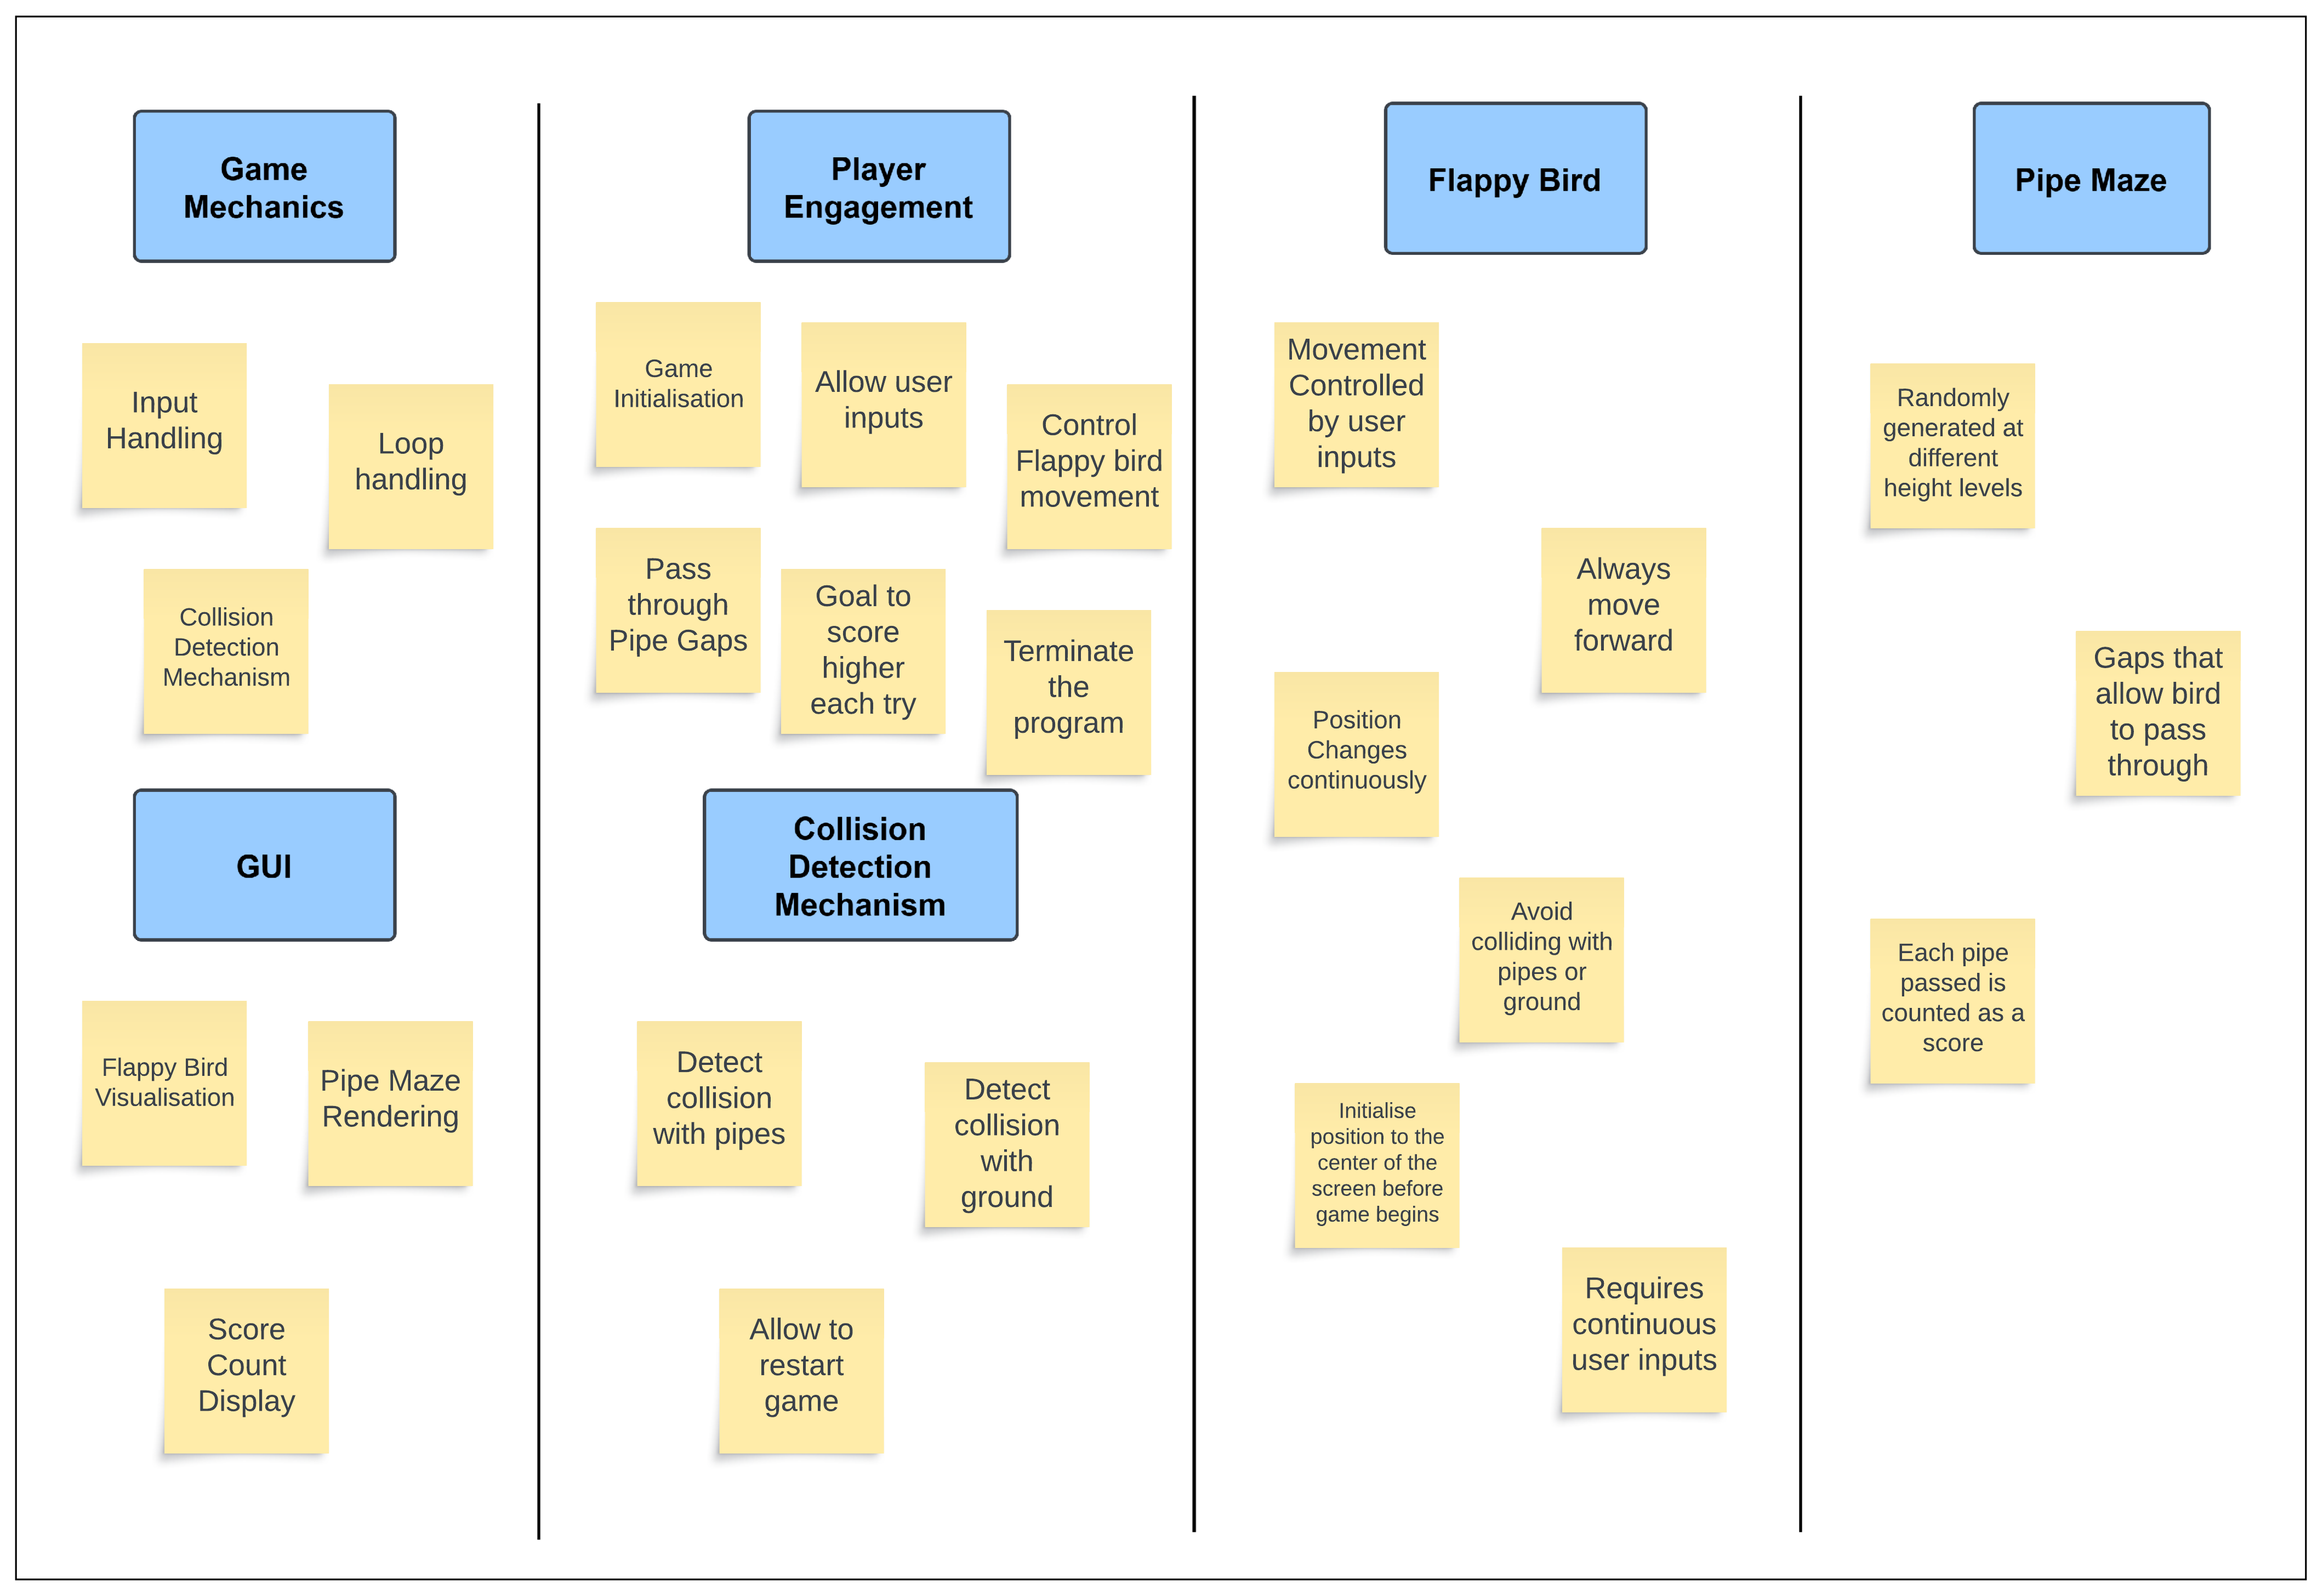 Game
Mechanics
Input
Handling
Loop
handling
Collision
Detection
Mechanism
GUI
Flappy Bird
Visualisation
Pipe Maze
Rendering
Score
Count
Display
Player
Engagement
Game
Initialisation
Allow user
inputs
Control
Flappy bird
movement
Pass
through
Pipe Gaps
Goal to
score
higher
each try
Terminate
the
program
Collision
Detection
Mechanism
Detect
collision
with pipes
Detect
collision
with
ground
Allow to
restart
game
Flappy Bird
Movement
Controlled
by user
inputs
Always
move
forward
Position
Changes
continuously
Avoid
colliding with
pipes or
ground
Initialise
position to the
center of the
screen before
game begins
Requires
continuous
user inputs
Pipe Maze
Randomly
generated at
different
height levels
Gaps that
allow bird
to pass
through
Each pipe
passed is
counted as a
score